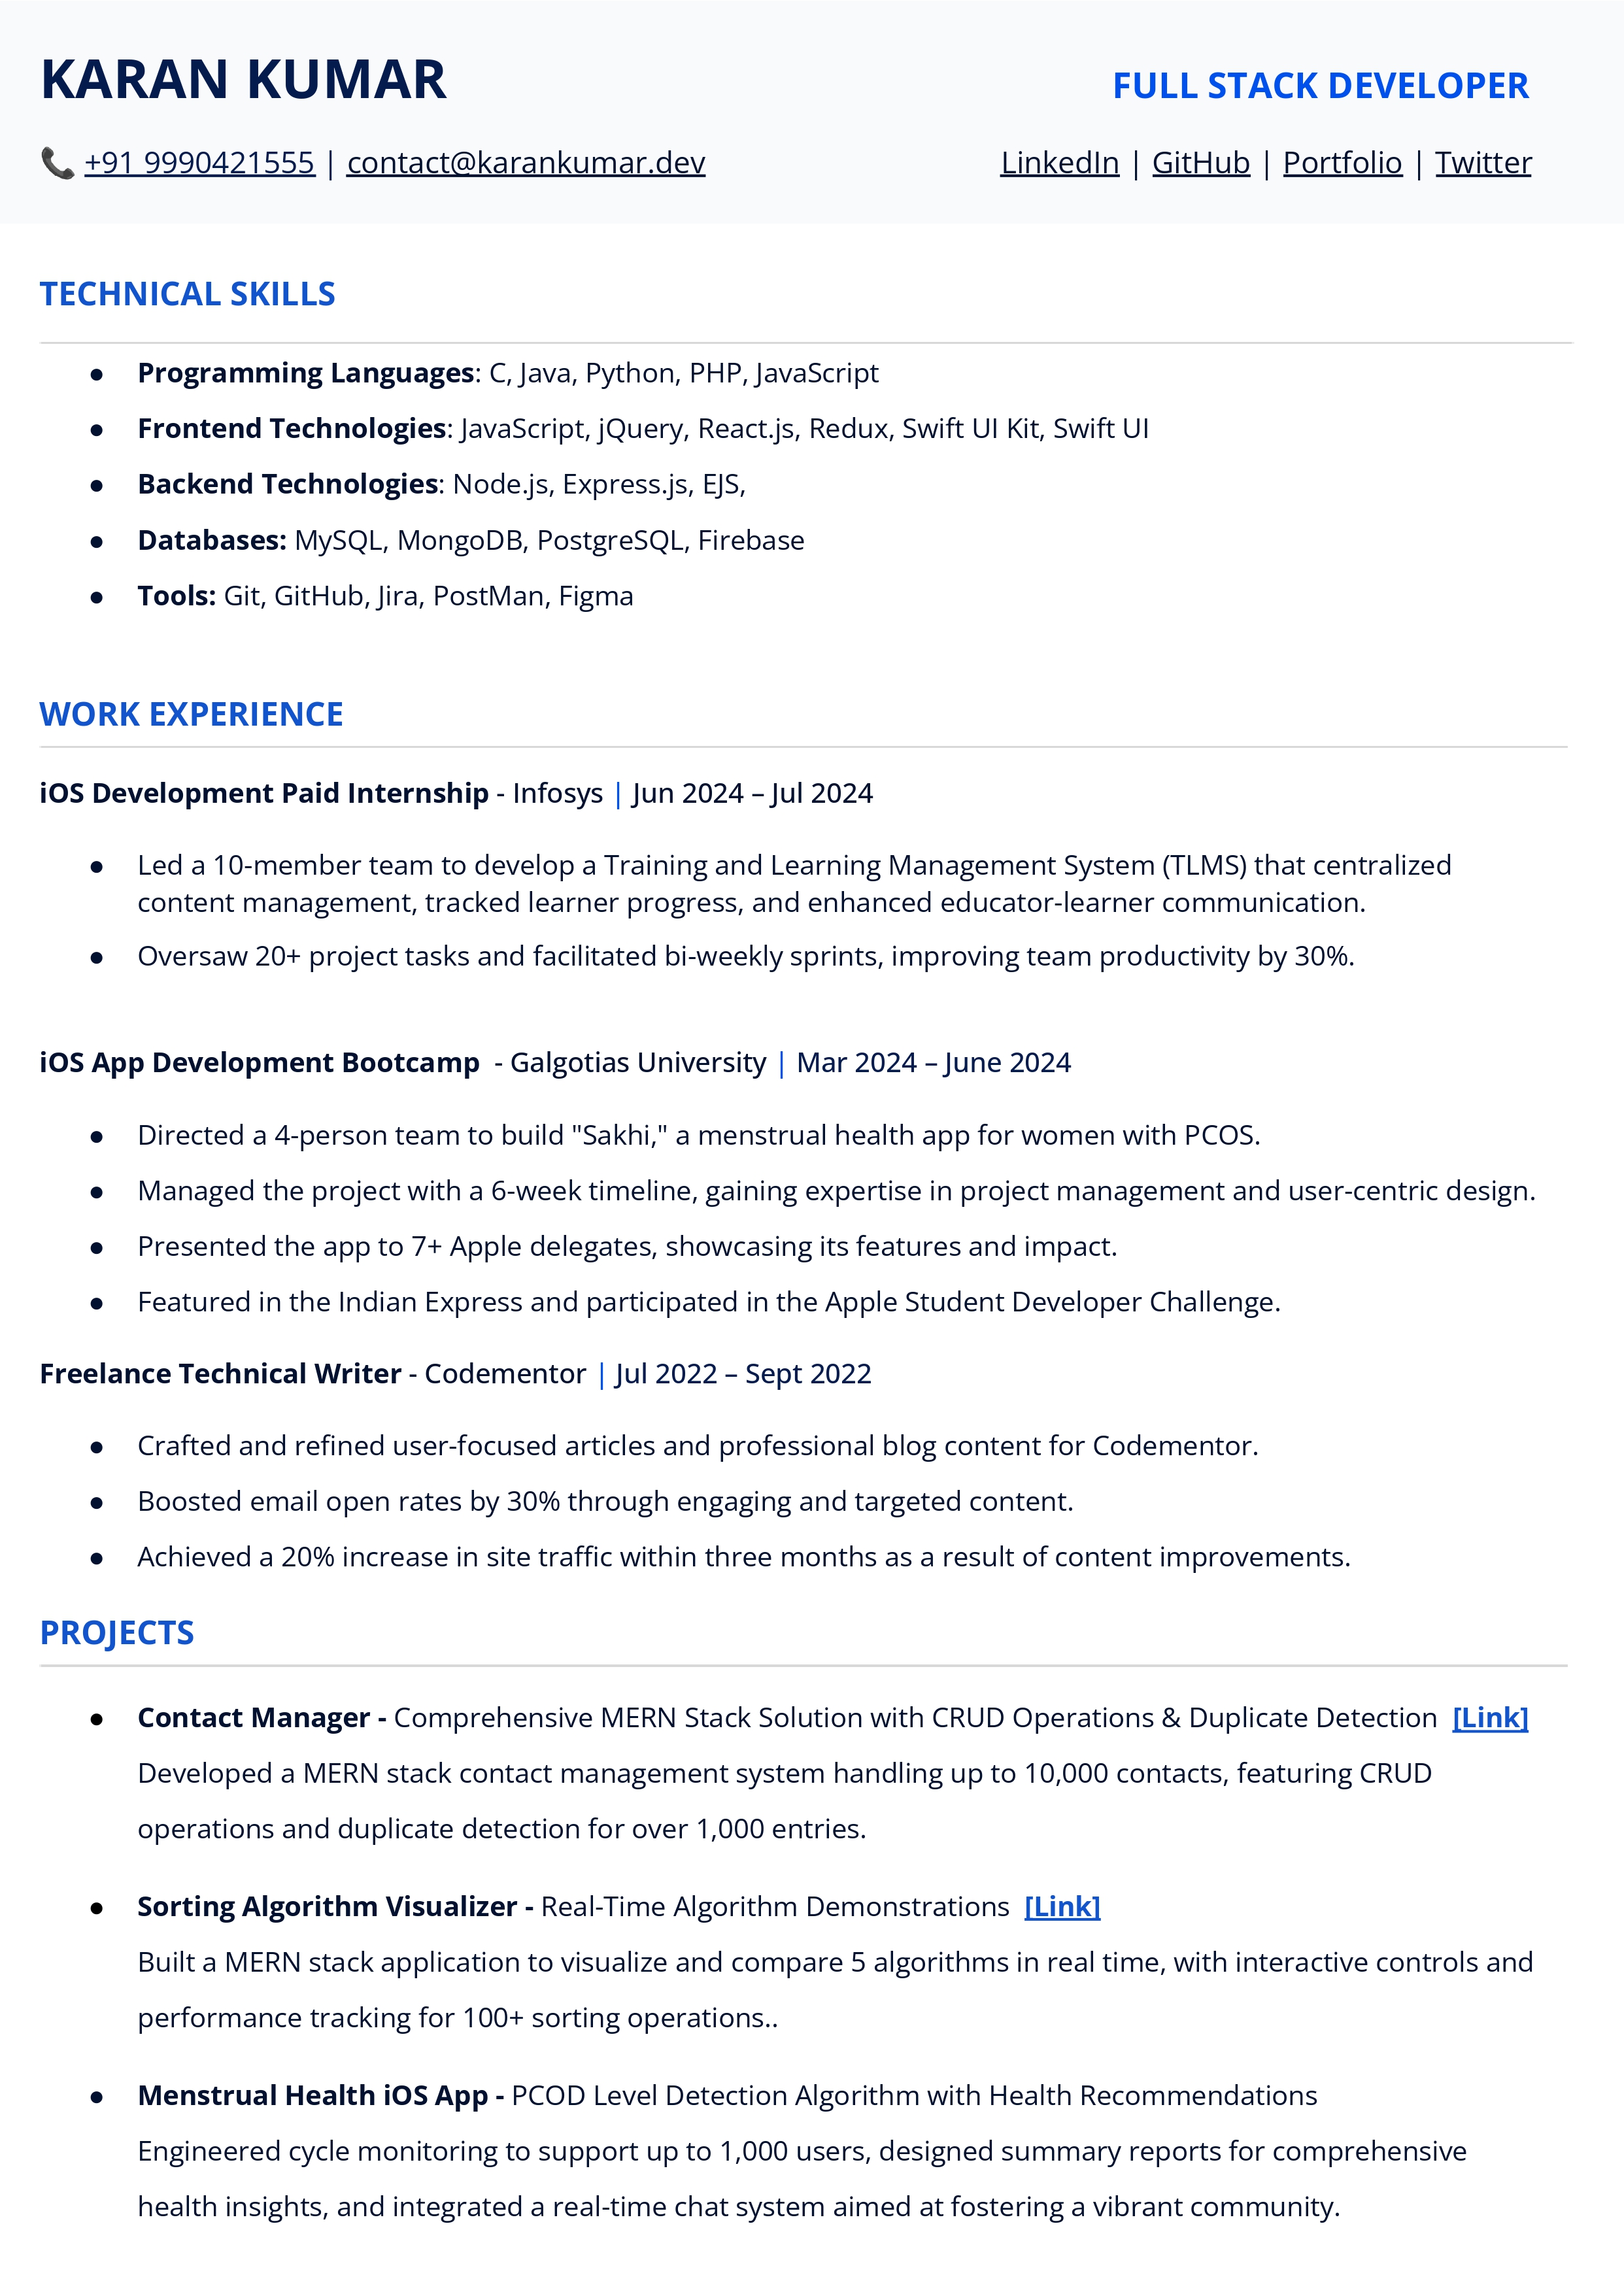 KARAN KUMAR
FULL STACK DEVELOPER
📞 +91 9990421555 | contact@karankumar.dev
LinkedIn | GitHub | Portfolio | Twitter
TECHNICAL SKILLS
● Programming Languages: C, Java, Python, PHP, JavaScript
● Frontend Technologies: JavaScript, jQuery, React.js, Redux, Swift UI Kit, Swift UI
● Backend Technologies: Node.js, Express.js, EJS,
● Databases: MySQL, MongoDB, PostgreSQL, Firebase
● Tools: Git, GitHub, Jira, PostMan, Figma
WORK EXPERIENCE
iOS Development Paid Internship - Infosys | Jun 2024 – Jul 2024
● Led a 10-member team to develop a Training and Learning Management System (TLMS) that centralized
content management, tracked learner progress, and enhanced educator-learner communication.
● Oversaw 20+ project tasks and facilitated bi-weekly sprints, improving team productivity by 30%.
iOS App Development Bootcamp - Galgotias University | Mar 2024 – June 2024
● Directed a 4-person team to build "Sakhi," a menstrual health app for women with PCOS.
● Managed the project with a 6-week timeline, gaining expertise in project management and user-centric design.
● Presented the app to 7+ Apple delegates, showcasing its features and impact.
● Featured in the Indian Express and participated in the Apple Student Developer Challenge.
Freelance Technical Writer - Codementor | Jul 2022 – Sept 2022
● Crafted and refined user-focused articles and professional blog content for Codementor.
● Boosted email open rates by 30% through engaging and targeted content.
● Achieved a 20% increase in site traffic within three months as a result of content improvements.
PROJECTS
● Contact Manager - Comprehensive MERN Stack Solution with CRUD Operations & Duplicate Detection [Link]
Developed a MERN stack contact management system handling up to 10,000 contacts, featuring CRUD
operations and duplicate detection for over 1,000 entries.
● Sorting Algorithm Visualizer - Real-Time Algorithm Demonstrations [Link]
Built a MERN stack application to visualize and compare 5 algorithms in real time, with interactive controls and
performance tracking for 100+ sorting operations..
● Menstrual Health iOS App - PCOD Level Detection Algorithm with Health Recommendations
Engineered cycle monitoring to support up to 1,000 users, designed summary reports for comprehensive
health insights, and integrated a real-time chat system aimed at fostering a vibrant community.